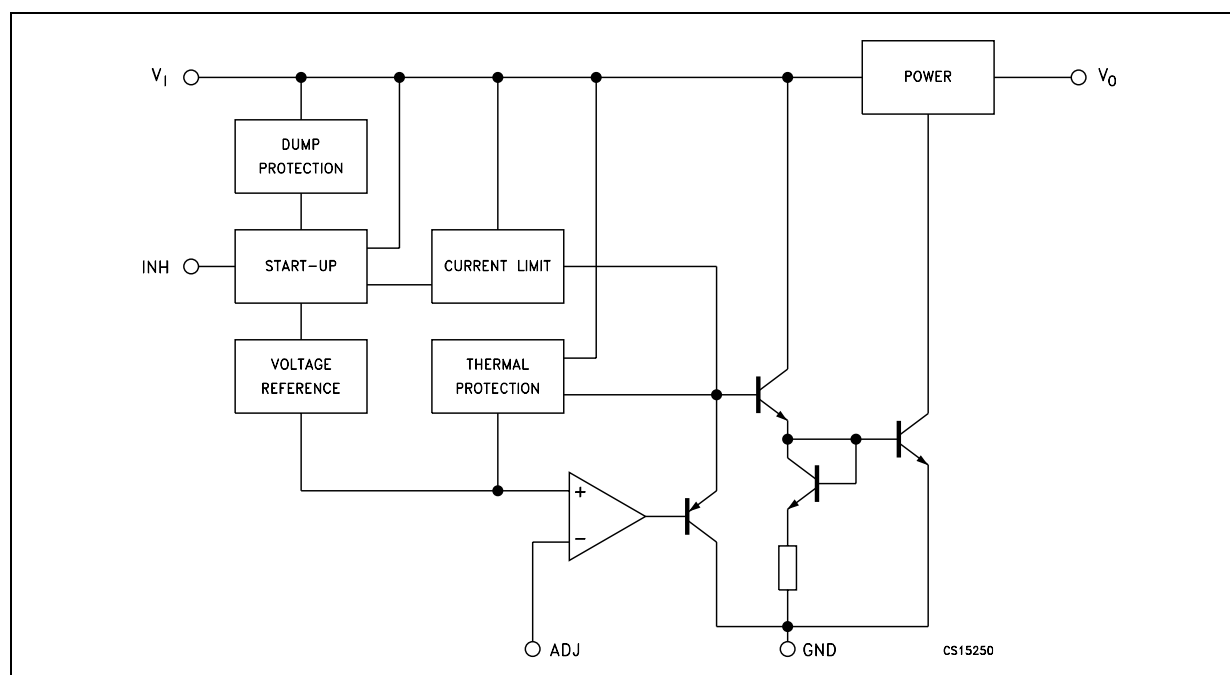 V_I
POWER
V_O
DUMP
PROTECTION
INH
START-UP
CURRENT LIMIT
VOLTAGE
REFERENCE
THERMAL
PROTECTION
+
−
ADJ
GND
CS15250